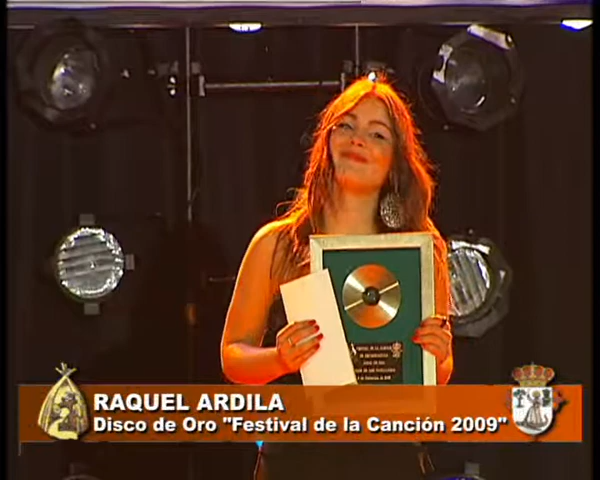 RAQUEL ARDILA
Disco de Oro "Festival de la Canción 2009"